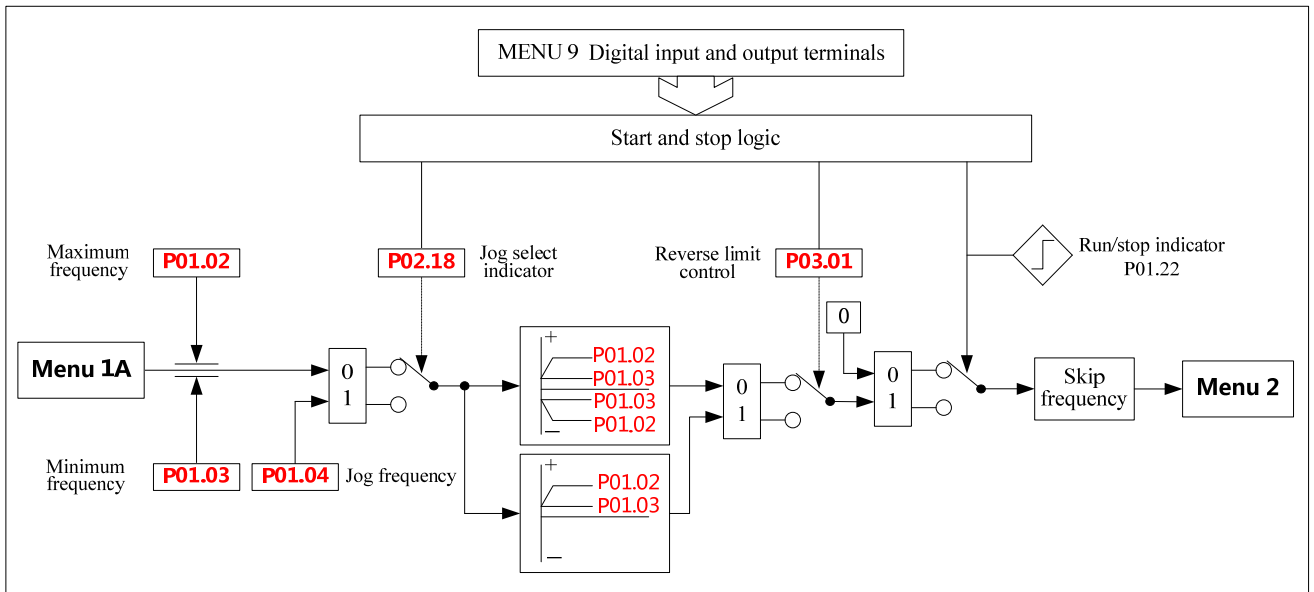 MENU 9 Digital input and output terminals
Start and stop logic
Maximum
frequency
P01.02
P02.18
Jog select
indicator
Reverse limit
control
P03.01
Run/stop indicator
P01.22
0
Menu 1A
0
1
+
P01.02
P01.03
P01.03
P01.02
–
0
1
0
1
Skip
frequency
Menu 2
Minimum
frequency
P01.03
P01.04
Jog frequency
+
P01.02
P01.03
–